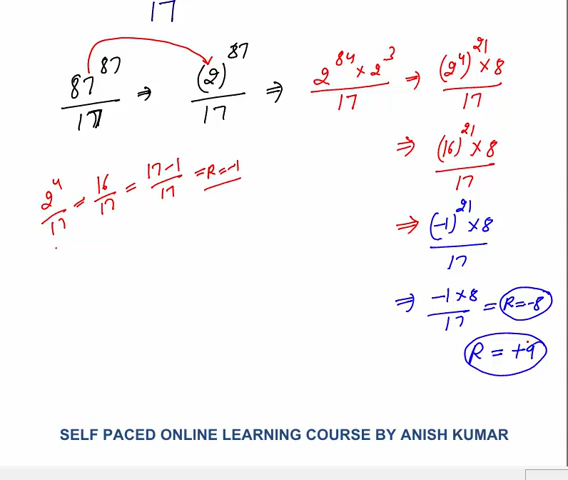 17
87^87/17 ⇒ (2)^87/17 ⇒ 2^84 × 2^3/17 ⇒ (2^4)^21 × 8/17
⇒ (16)^21 × 8/17
2^4/17 = 16/17 = 17-1/17 = R=-1
⇒ (-1)^21 × 8/17
⇒ -1×8/17 = R=-8
R = +9
SELF PACED ONLINE LEARNING COURSE BY ANISH KUMAR